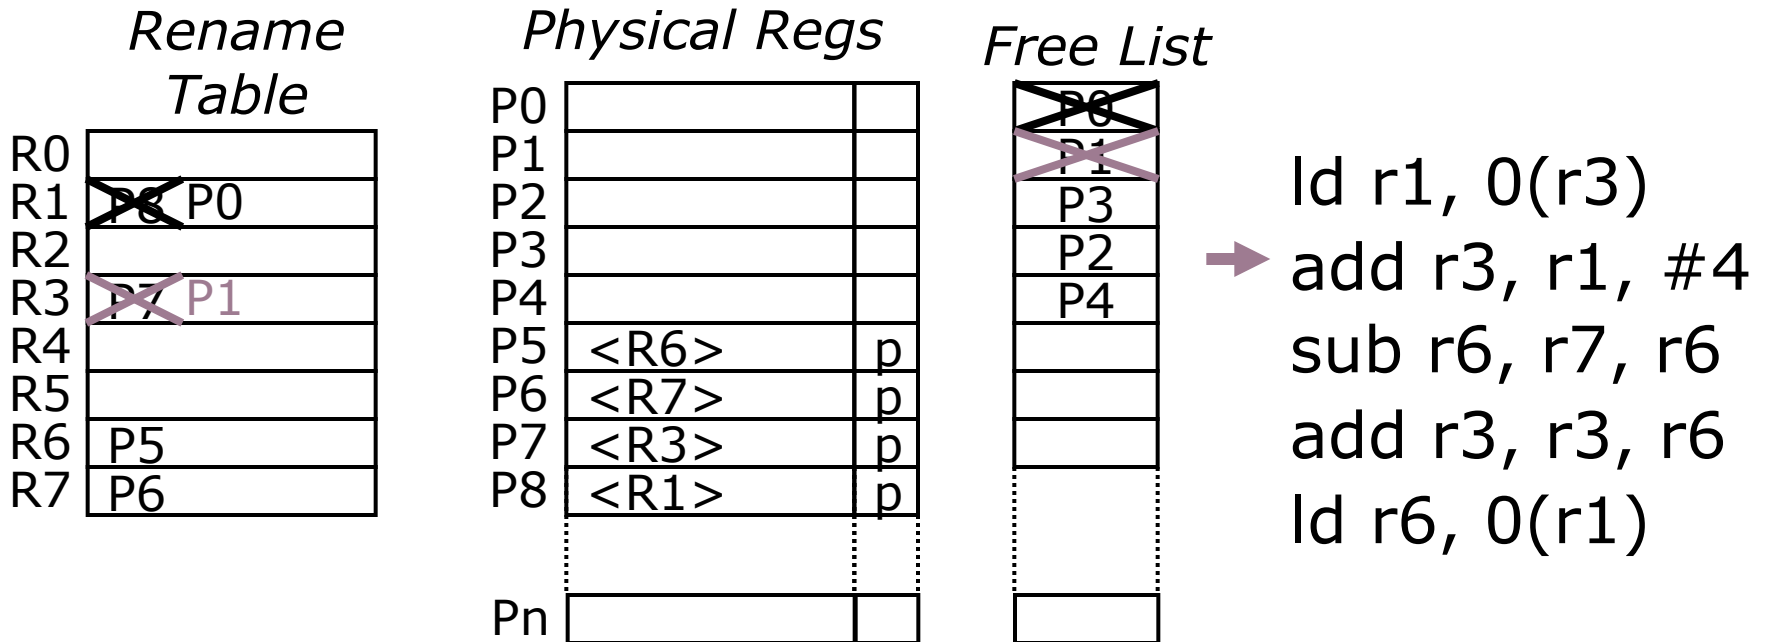 Rename
Table
R0
R1 P8 P0
R2
R3 P7 P1
R4
R5
R6 P5
R7 P6
Physical Regs
P0
P1
P2
P3
P4
P5 <R6> p
P6 <R7> p
P7 <R3> p
P8 <R1> p
Pn
Free List
P0
P1
P3
P2
P4
ld r1, 0(r3)
add r3, r1, #4
sub r6, r7, r6
add r3, r3, r6
ld r6, 0(r1)